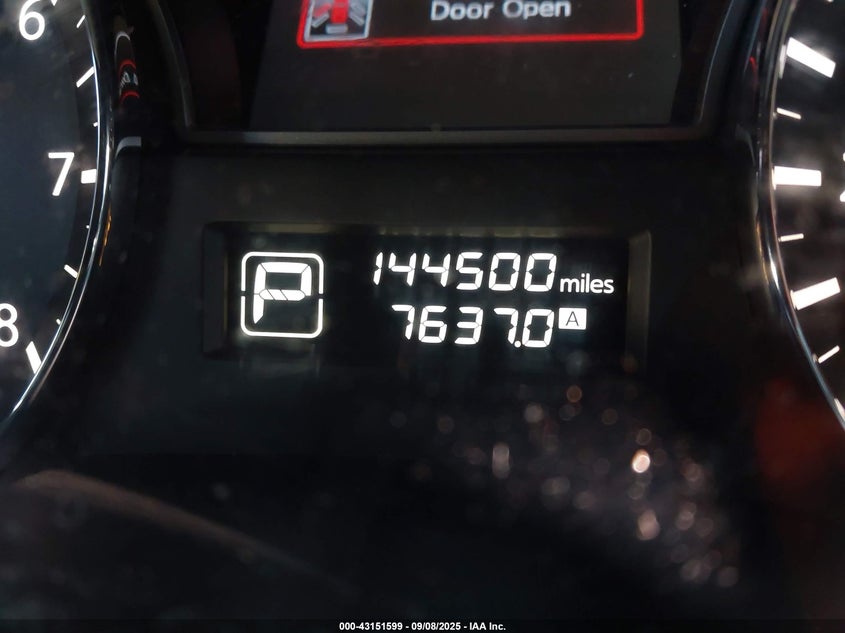 Door Open
6
7
8
P
144500 miles
7637.0 A
000-43151599 - 09/08/2025 - IAA Inc.